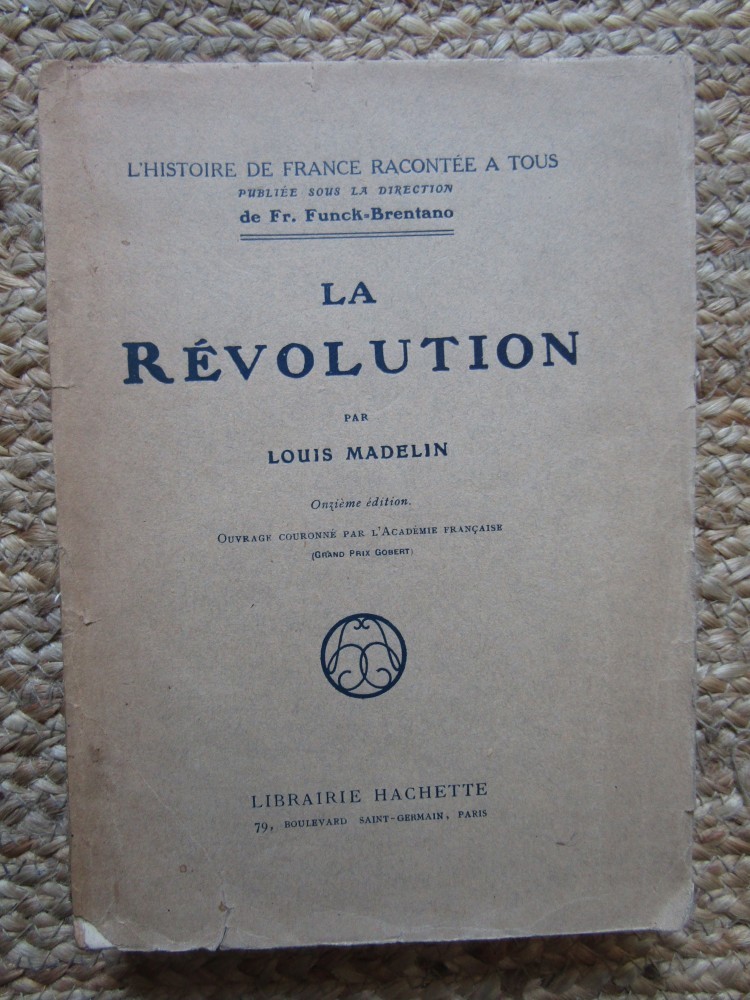 L'HISTOIRE DE FRANCE RACONTÉE A TOUS
PUBLIÉE SOUS LA DIRECTION
de Fr. Funck-Brentano
LA
RÉVOLUTION
PAR
LOUIS MADELIN
Onzième édition.
OUVRAGE COURONNÉ PAR L'ACADÉMIE FRANÇAISE
(GRAND PRIX GOBERT)
LIBRAIRIE HACHETTE
79, BOULEVARD SAINT-GERMAIN, PARIS